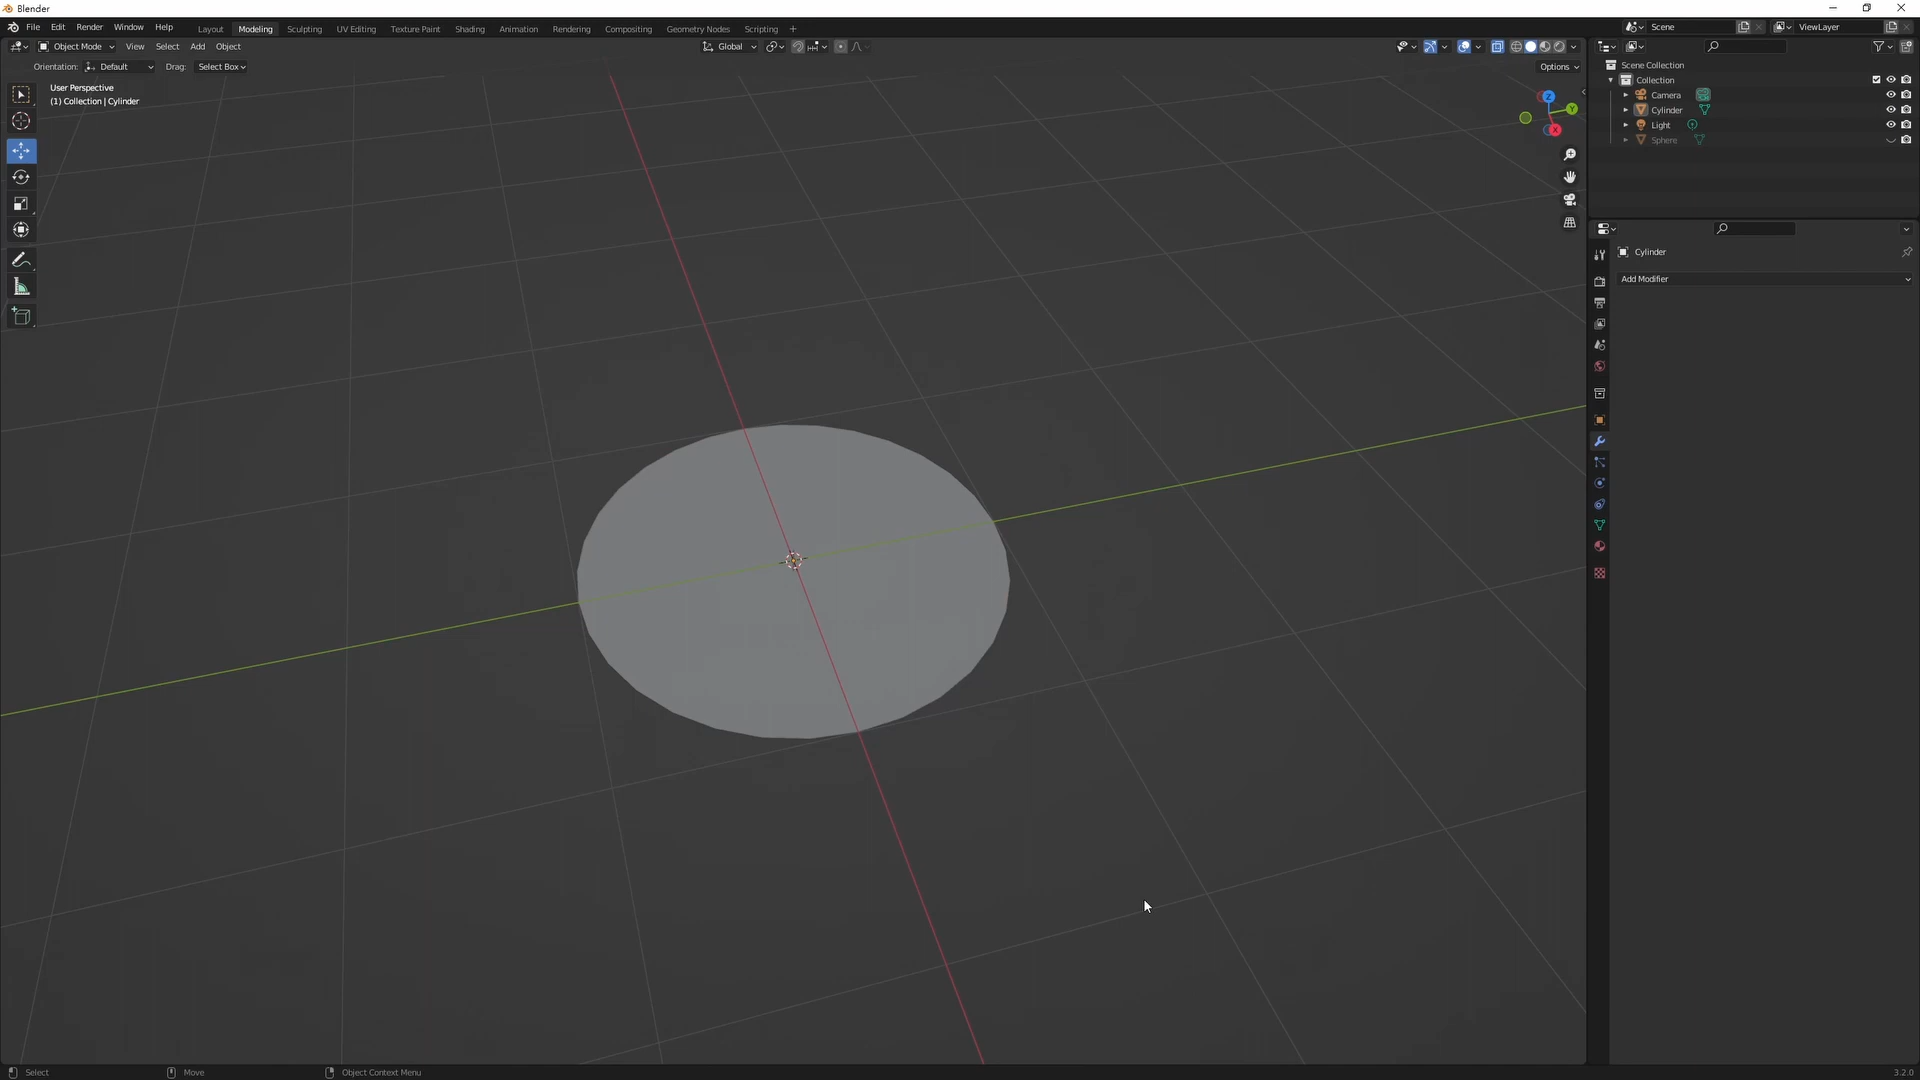 Blender
File Edit Render Window Help Layout Modeling Sculpting UV Editing Texture Paint Shading Animation Rendering Compositing Geometry Nodes Scripting + Scene ViewLayer
Object Mode View Select Add Object Global
Orientation: Default Drag: Select Box Options
User Perspective
(1) Collection | Cylinder
Z
Y
X
Scene Collection
Collection
Camera
Cylinder
Light
Sphere
Cylinder
Add Modifier
Select Move Object Context Menu 3.2.0